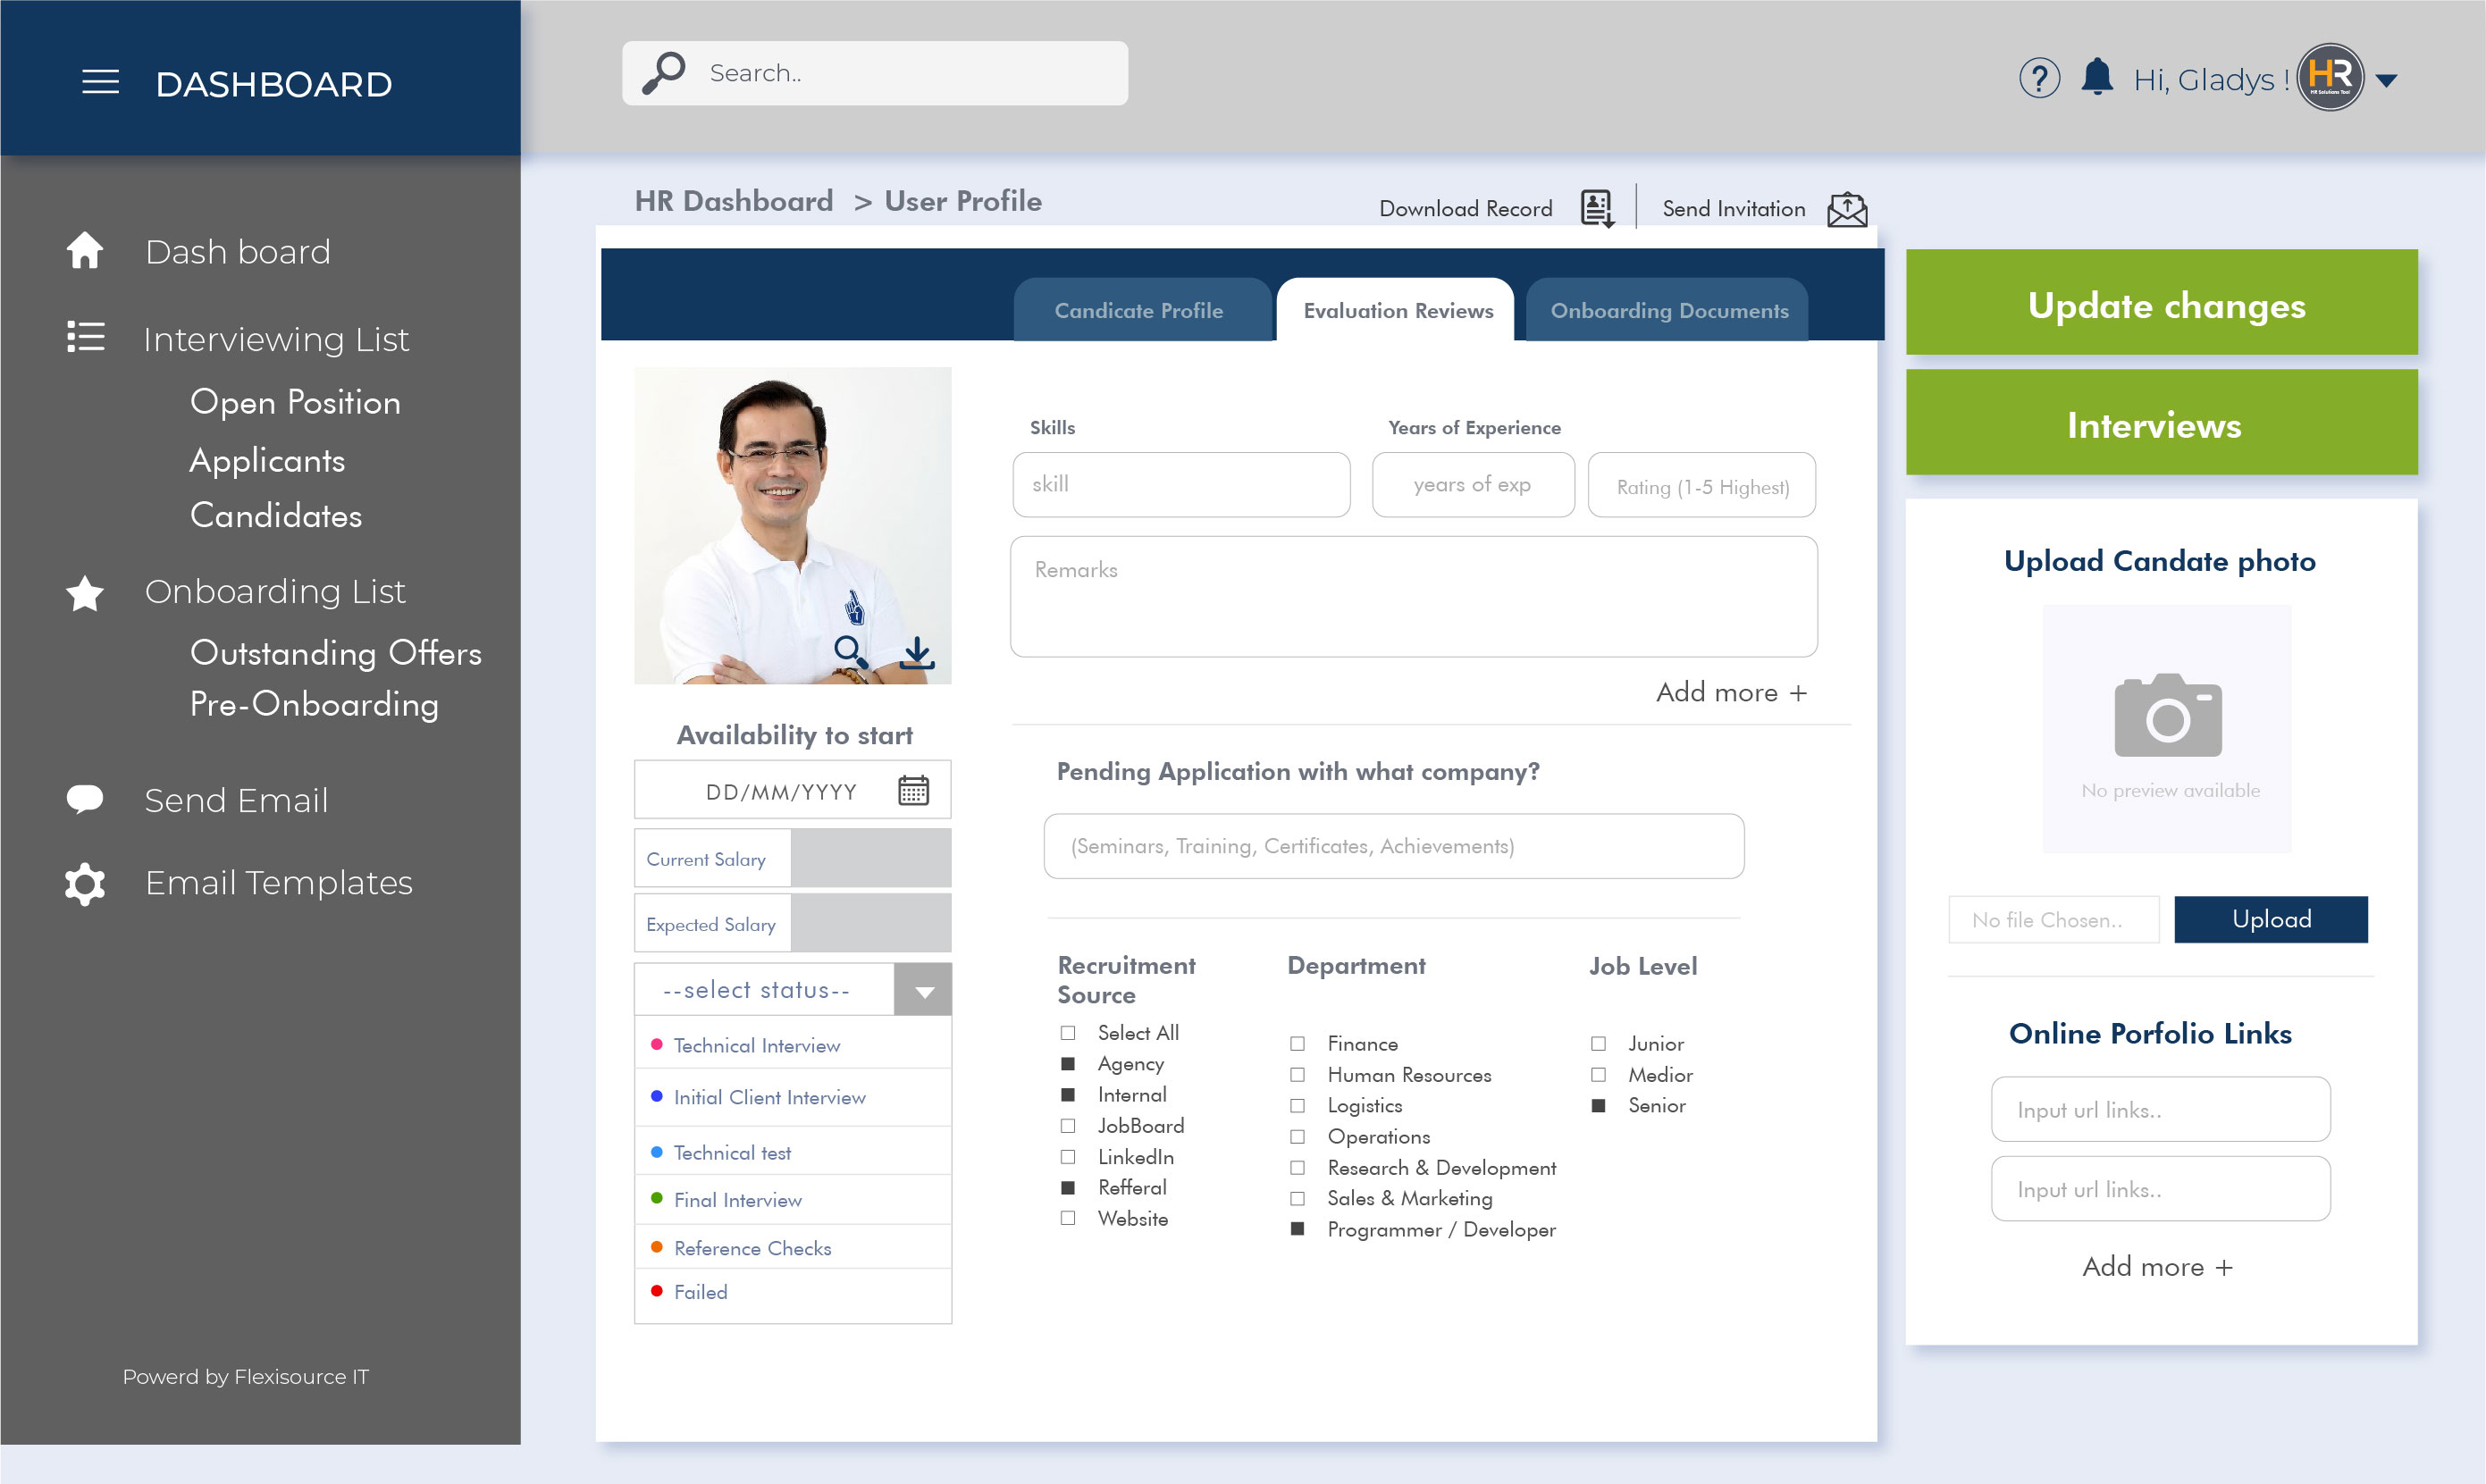 DASHBOARD
Search..
?
Hi, Gladys !
HR
HR Solutions Tool
Dash board
Interviewing List
Open Position
Applicants
Candidates
Onboarding List
Outstanding Offers
Pre-Onboarding
Send Email
Email Templates
Powerd by Flexisource IT
HR Dashboard > User Profile
Download Record
Send Invitation
Candicate Profile
Evaluation Reviews
Onboarding Documents
Availability to start
DD/MM/YYYY
Current Salary
Expected Salary
--select status--
Technical Interview
Initial Client Interview
Technical test
Final Interview
Reference Checks
Failed
Skills
Years of Experience
skill
years of exp
Rating (1-5 Highest)
Remarks
Add more +
Pending Application with what company?
(Seminars, Training, Certificates, Achievements)
Recruitment
Source
Select All
Agency
Internal
JobBoard
LinkedIn
Refferal
Website
Department
Finance
Human Resources
Logistics
Operations
Research & Development
Sales & Marketing
Programmer / Developer
Job Level
Junior
Medior
Senior
Update changes
Interviews
Upload Candate photo
No preview available
No file Chosen..
Upload
Online Porfolio Links
Input url links..
Input url links..
Add more +